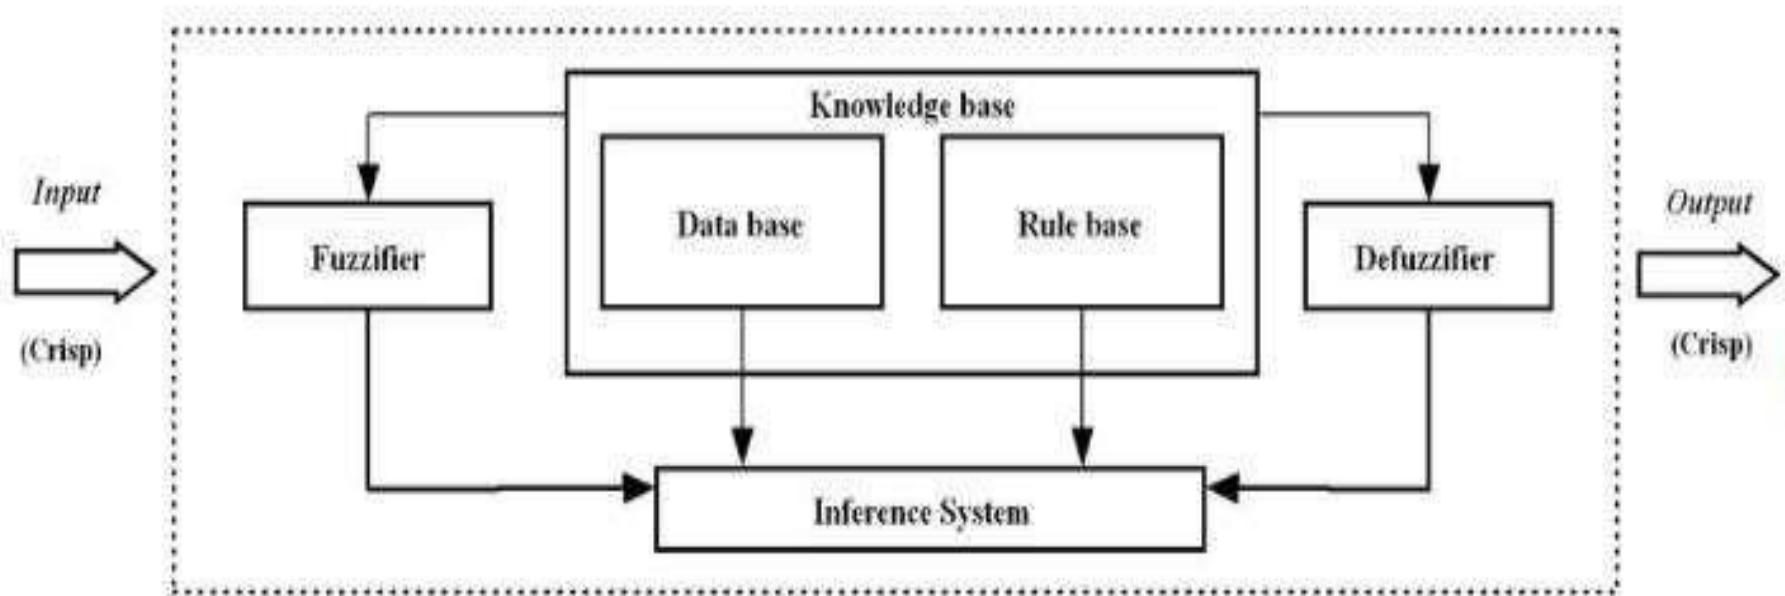 Knowledge base
Input
(Crisp)
Fuzzifier
Data base
Rule base
Defuzzifier
Output
(Crisp)
Inference System